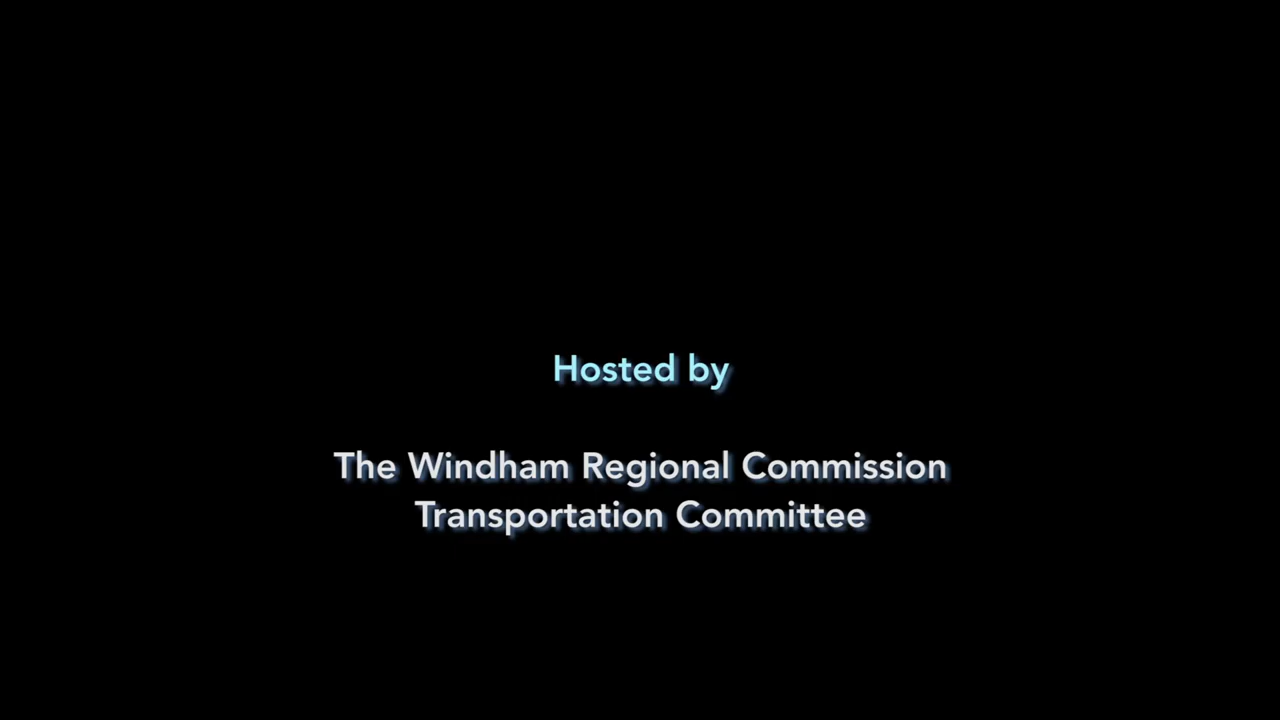 Hosted by
The Windham Regional Commission
Transportation Committee